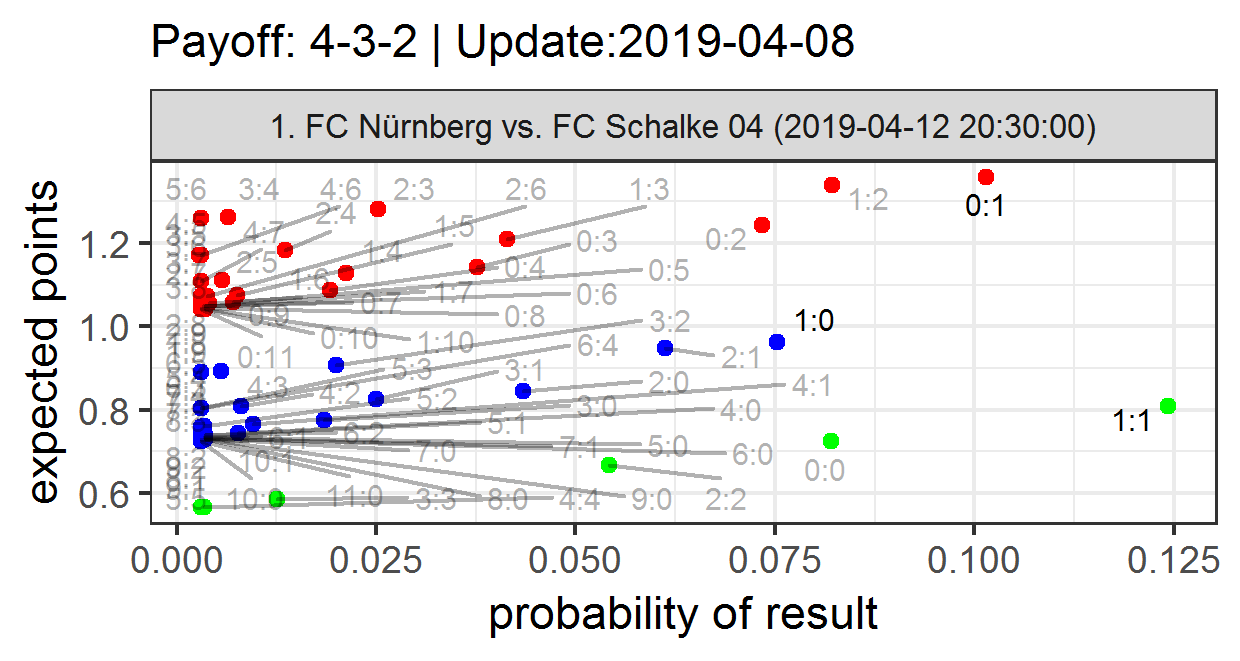 Payoff: 4-3-2 | Update:2019-04-08
1. FC Nürnberg vs. FC Schalke 04 (2019-04-12 20:30:00)
expected points
1.2
1.0
0.8
0.6
5:6 3:4 4:6 2:3 2:6 1:3
1:2
0:1
2:4
4:7 1:5
0:2
0:3
1:4
2:5 0:4 0:5
1:6
1:7 0:6
0:7
0:9 0:8
3:2 1:0
0:10 1:10
6:4
0:11 2:1
5:3 3:1
4:3 2:0 4:1
4:2 5:2
3:0 4:0
1:1
5:1
6:1 6:2
7:0 7:1 5:0
6:0
10:1 0:0
10:0 11:0 3:3 8:0 4:4 9:0 2:2
0.000 0.025 0.050 0.075 0.100 0.125
probability of result